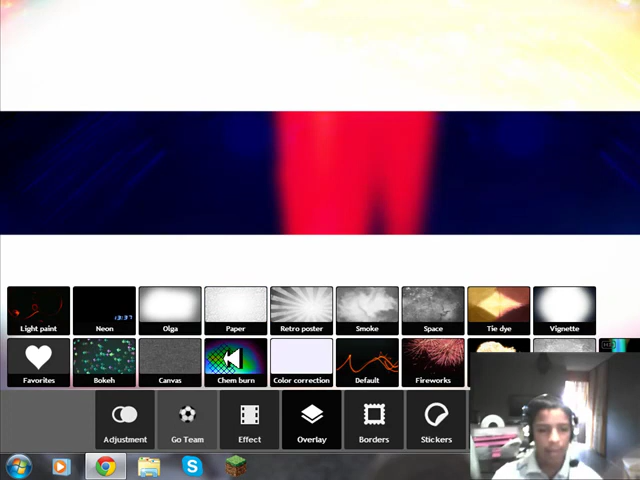 Light paint Neon Olga Paper Retro poster Smoke Space Tie dye Vignette
Favorites Bokeh Canvas Chem burn Color correction Default Fireworks
Adjustment Go Team Effect Overlay Borders Stickers